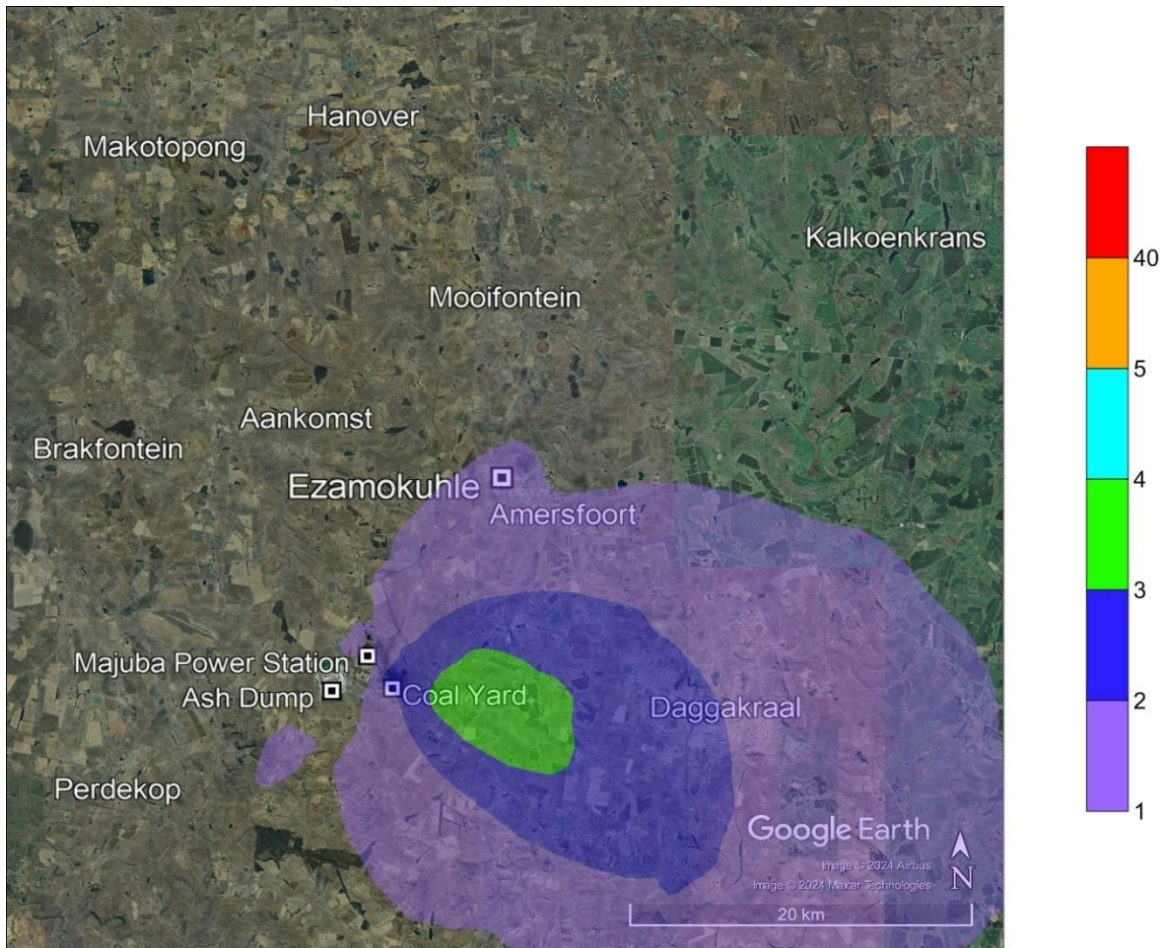 Hanover
Makotopong
Kalkoenkrans
40
Mooifontein
5
Aankomst
Brakfontein
4
Ezamokuhle
Amersfoort
3
Majuba Power Station
Ash Dump
Coal Yard
2
Daggakraal
Perdekop
1
Google Earth
Image © 2024 Airbus
Image © 2024 Maxar Technologies
N
20 km